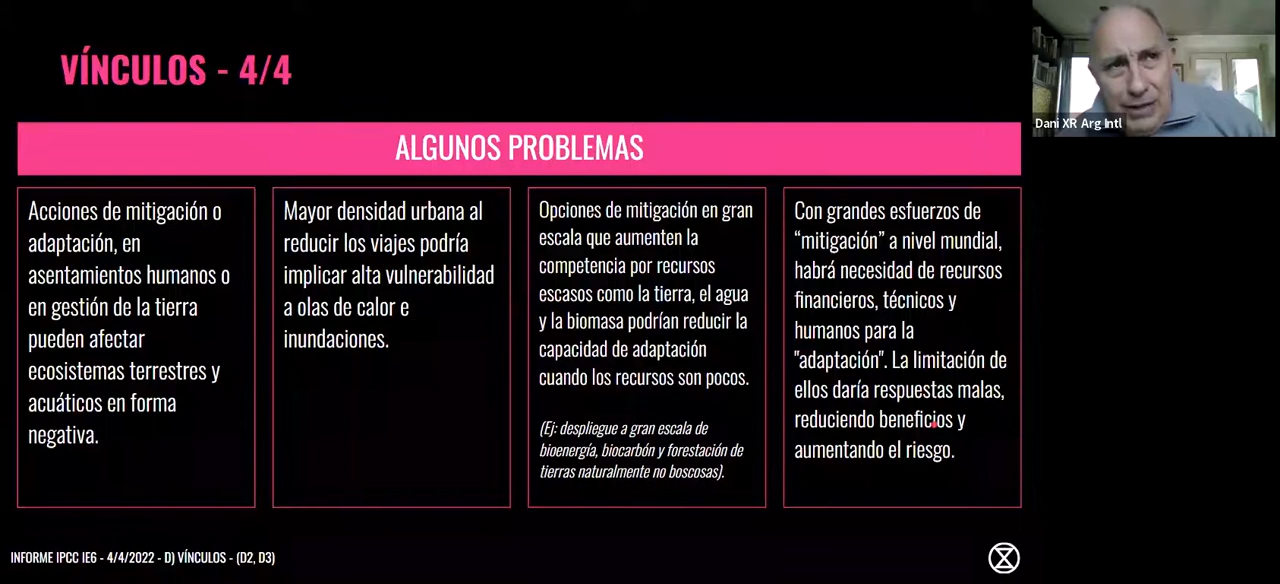 VÍNCULOS - 4/4
Dani XR Arg Intl
ALGUNOS PROBLEMAS
Acciones de mitigación o
adaptación, en
asentamientos humanos o
en gestión de la tierra
pueden afectar
ecosistemas terrestres y
acuáticos en forma
negativa.
Mayor densidad urbana al
reducir los viajes podría
implicar alta vulnerabilidad
a olas de calor e
inundaciones.
Opciones de mitigación en gran
escala que aumenten la
competencia por recursos
escasos como la tierra, el agua
y la biomasa podrían reducir la
capacidad de adaptación
cuando los recursos son pocos.
(Ej: despliegue a gran escala de
bioenergía, biocarbón y forestación de
tierras naturalmente no boscosas).
Con grandes esfuerzos de
“mitigación” a nivel mundial,
habrá necesidad de recursos
financieros, técnicos y
humanos para la
"adaptación". La limitación de
ellos daría respuestas malas,
reduciendo beneficios y
aumentando el riesgo.
INFORME IPCC IE6 - 4/4/2022 - D) VÍNCULOS - (D2, D3)